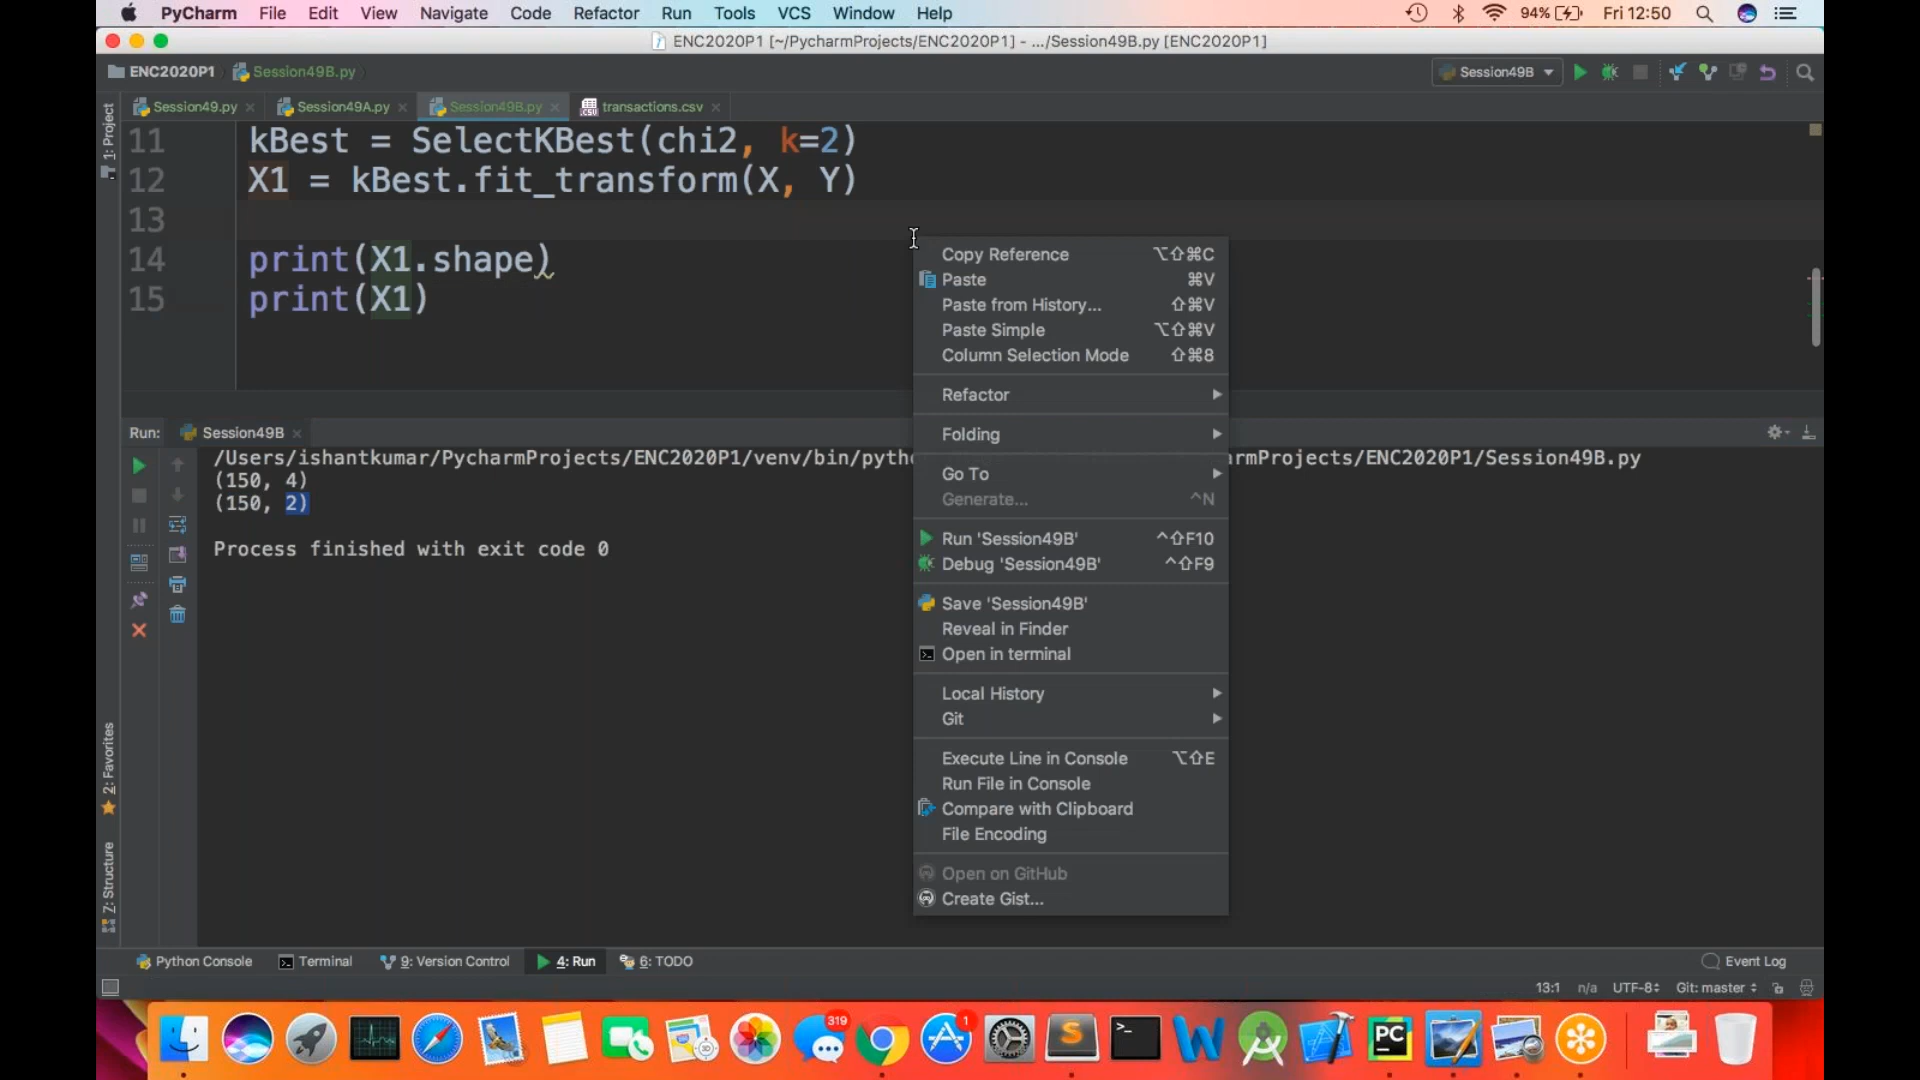 PyCharm File Edit View Navigate Code Refactor Run Tools VCS Window Help 94% Fri 12:50
ENC2020P1 [~/PycharmProjects/ENC2020P1] - .../Session49B.py [ENC2020P1]
ENC2020P1 Session49B.py Session49B
Session49.py Session49A.py Session49B.py transactions.csv
1: Project
11 kBest = SelectKBest(chi2, k=2)
12 X1 = kBest.fit_transform(X, Y)
13
14 print(X1.shape)
15 print(X1)
Copy Reference ⌥⇧⌘C
Paste ⌘V
Paste from History... ⇧⌘V
Paste Simple ⌥⇧⌘V
Column Selection Mode ⇧⌘8
Refactor
Folding
Go To
Generate... ^N
Run 'Session49B' ^⇧F10
Debug 'Session49B' ^⇧F9
Save 'Session49B'
Reveal in Finder
Open in terminal
Local History
Git
Execute Line in Console ⌥⇧E
Run File in Console
Compare with Clipboard
File Encoding
Open on GitHub
Create Gist...
Run: Session49B
/Users/ishantkumar/PycharmProjects/ENC2020P1/venv/bin/pytho rmProjects/ENC2020P1/Session49B.py
(150, 4)
(150, 2)
Process finished with exit code 0
2: Favorites
Z: Structure
Python Console Terminal 9: Version Control 4: Run 6: TODO Event Log
13:1 n/a UTF-8 Git: master
319
1
PC